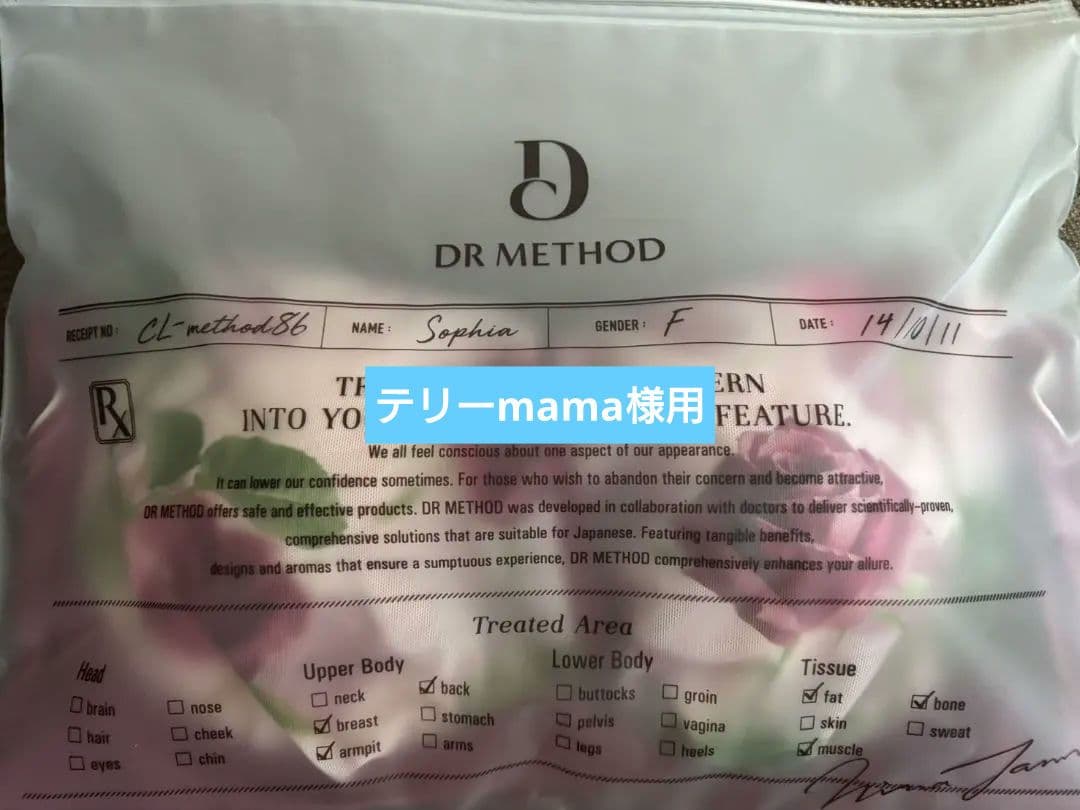 DC
DR METHOD
RECEIPT NO: CL-method86 NAME: Sophia GENDER: F DATE: 14/10/11
Rx
ERN
INTO YO FEATURE.
テリーmama様用
We all feel conscious about one aspect of our appearance.
It can lower our confidence sometimes. For those who wish to abandon their concern and become attractive,
DR METHOD offers safe and effective products. DR METHOD was developed in collaboration with doctors to deliver scientifically-proven,
comprehensive solutions that are suitable for Japanese. Featuring tangible benefits,
designs and aromas that ensure a sumptuous experience, DR METHOD comprehensively enhances your allure.
Treated Area
Head Upper Body Lower Body Tissue
brain nose neck back buttocks groin fat bone
hair cheek breast stomach pelvis vagina skin sweat
eyes chin armpit arms legs heels muscle